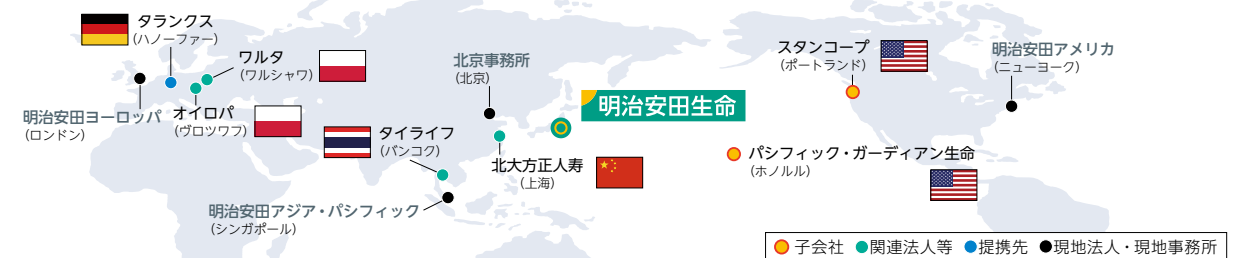 タランクス
(ハノーファー)
ワルタ
(ワルシャワ)
明治安田ヨーロッパ
(ロンドン)
オイロパ
(ヴロツワフ)
タイライフ
(バンコク)
明治安田アジア・パシフィック
(シンガポール)
北京事務所
(北京)
北大方正人寿
(上海)
明治安田生命
スタンコープ
(ポートランド)
明治安田アメリカ
(ニューヨーク)
パシフィック・ガーディアン生命
(ホノルル)
子会社 関連法人等 提携先 現地法人・現地事務所